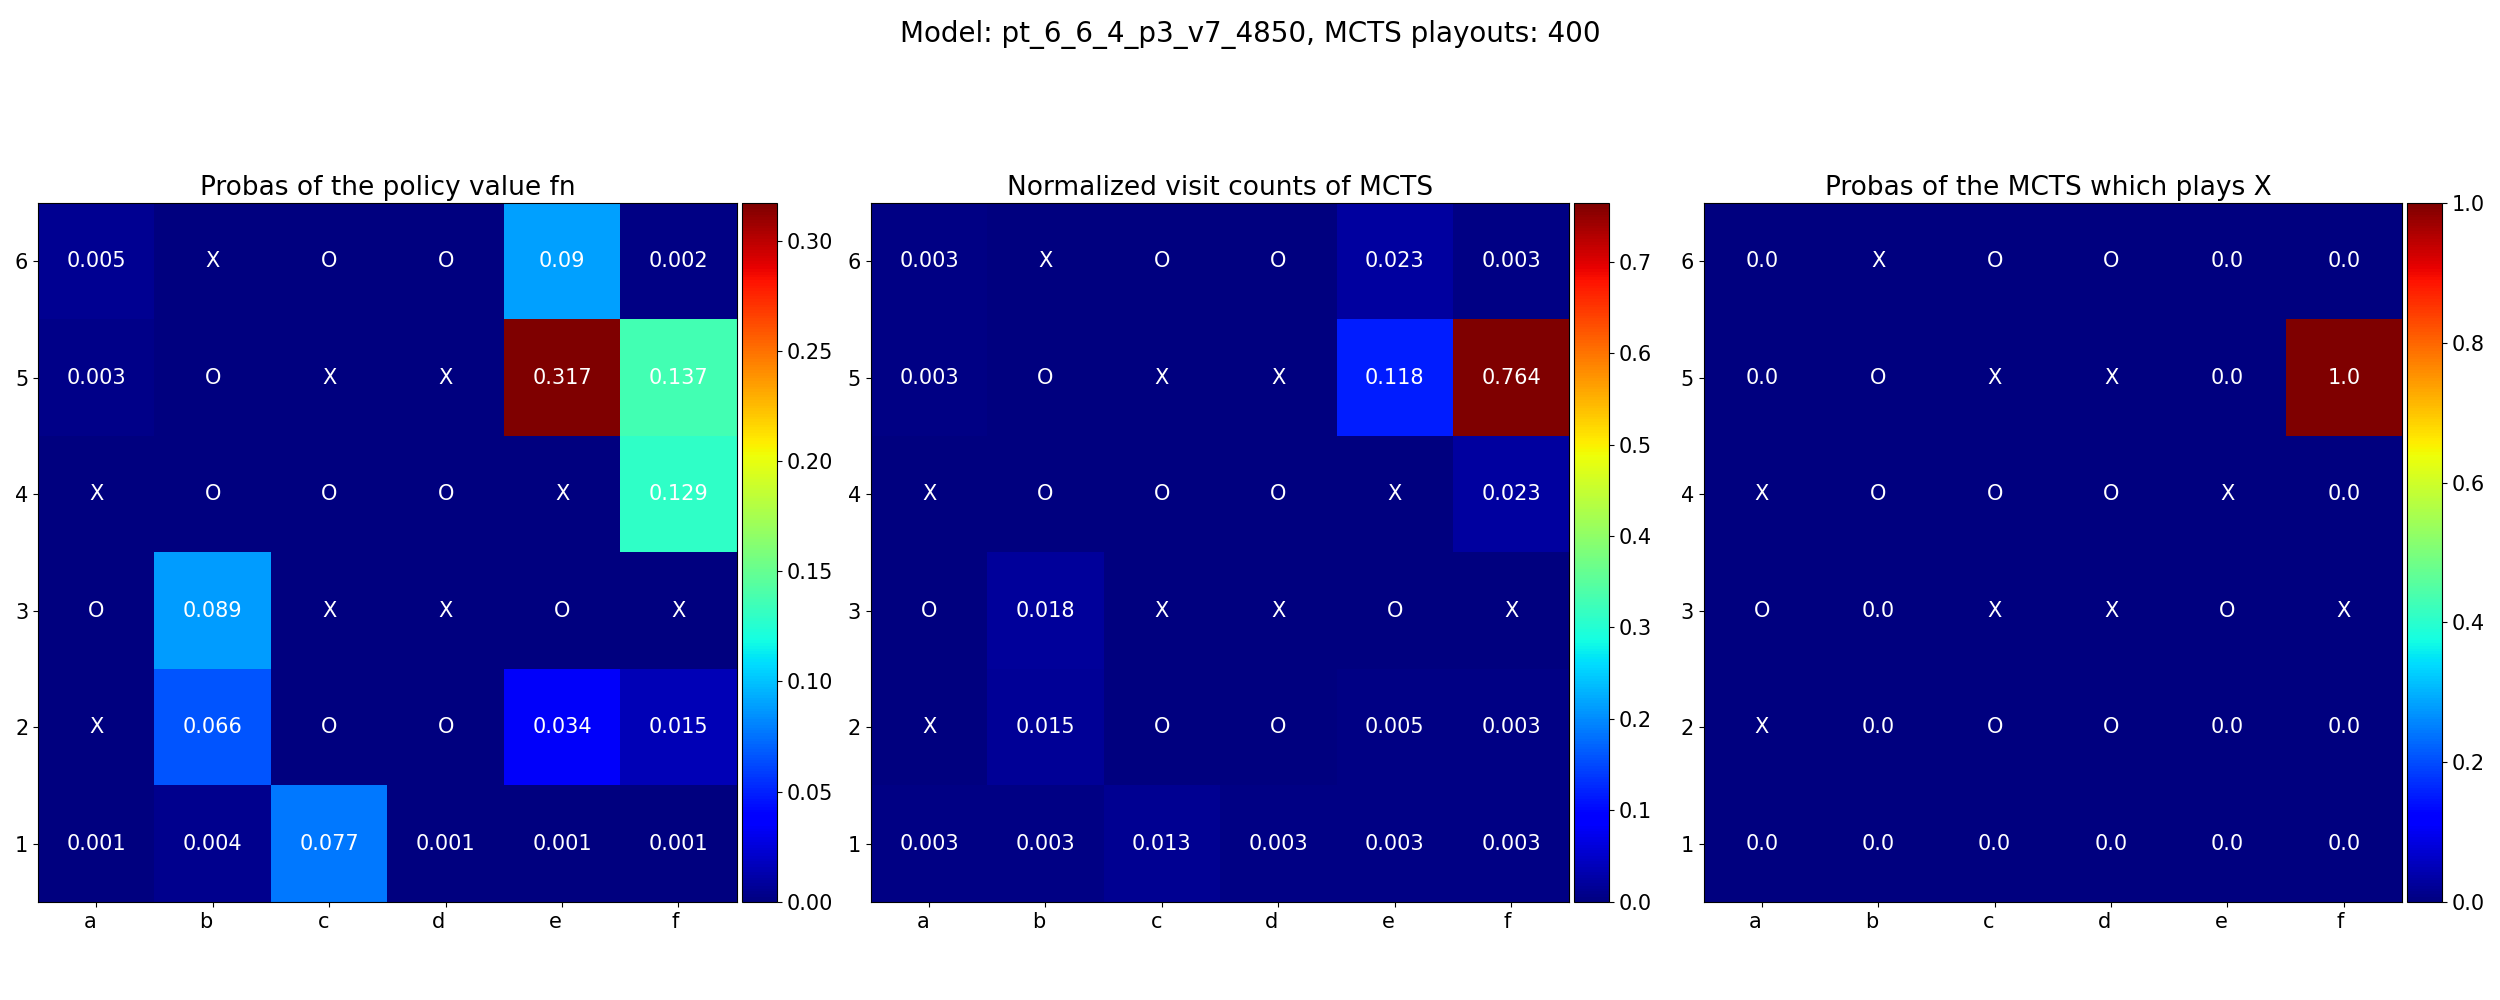 Model: pt_6_6_4_p3_v7_4850, MCTS playouts: 400
Probas of the policy value fn
6 0.005 X O O 0.09 0.002
5 0.003 O X X 0.317 0.137
4 X O O O X 0.129
3 O 0.089 X X O X
2 X 0.066 O O 0.034 0.015
1 0.001 0.004 0.077 0.001 0.001 0.001
a b c d e f
0.30
0.25
0.20
0.15
0.10
0.05
0.00
Normalized visit counts of MCTS
6 0.003 X O O 0.023 0.003
5 0.003 O X X 0.118 0.764
4 X O O O X 0.023
3 O 0.018 X X O X
2 X 0.015 O O 0.005 0.003
1 0.003 0.003 0.013 0.003 0.003 0.003
a b c d e f
0.7
0.6
0.5
0.4
0.3
0.2
0.1
0.0
Probas of the MCTS which plays X
6 0.0 X O O 0.0 0.0
5 0.0 O X X 0.0 1.0
4 X O O O X 0.0
3 O 0.0 X X O X
2 X 0.0 O O 0.0 0.0
1 0.0 0.0 0.0 0.0 0.0 0.0
a b c d e f
1.0
0.8
0.6
0.4
0.2
0.0